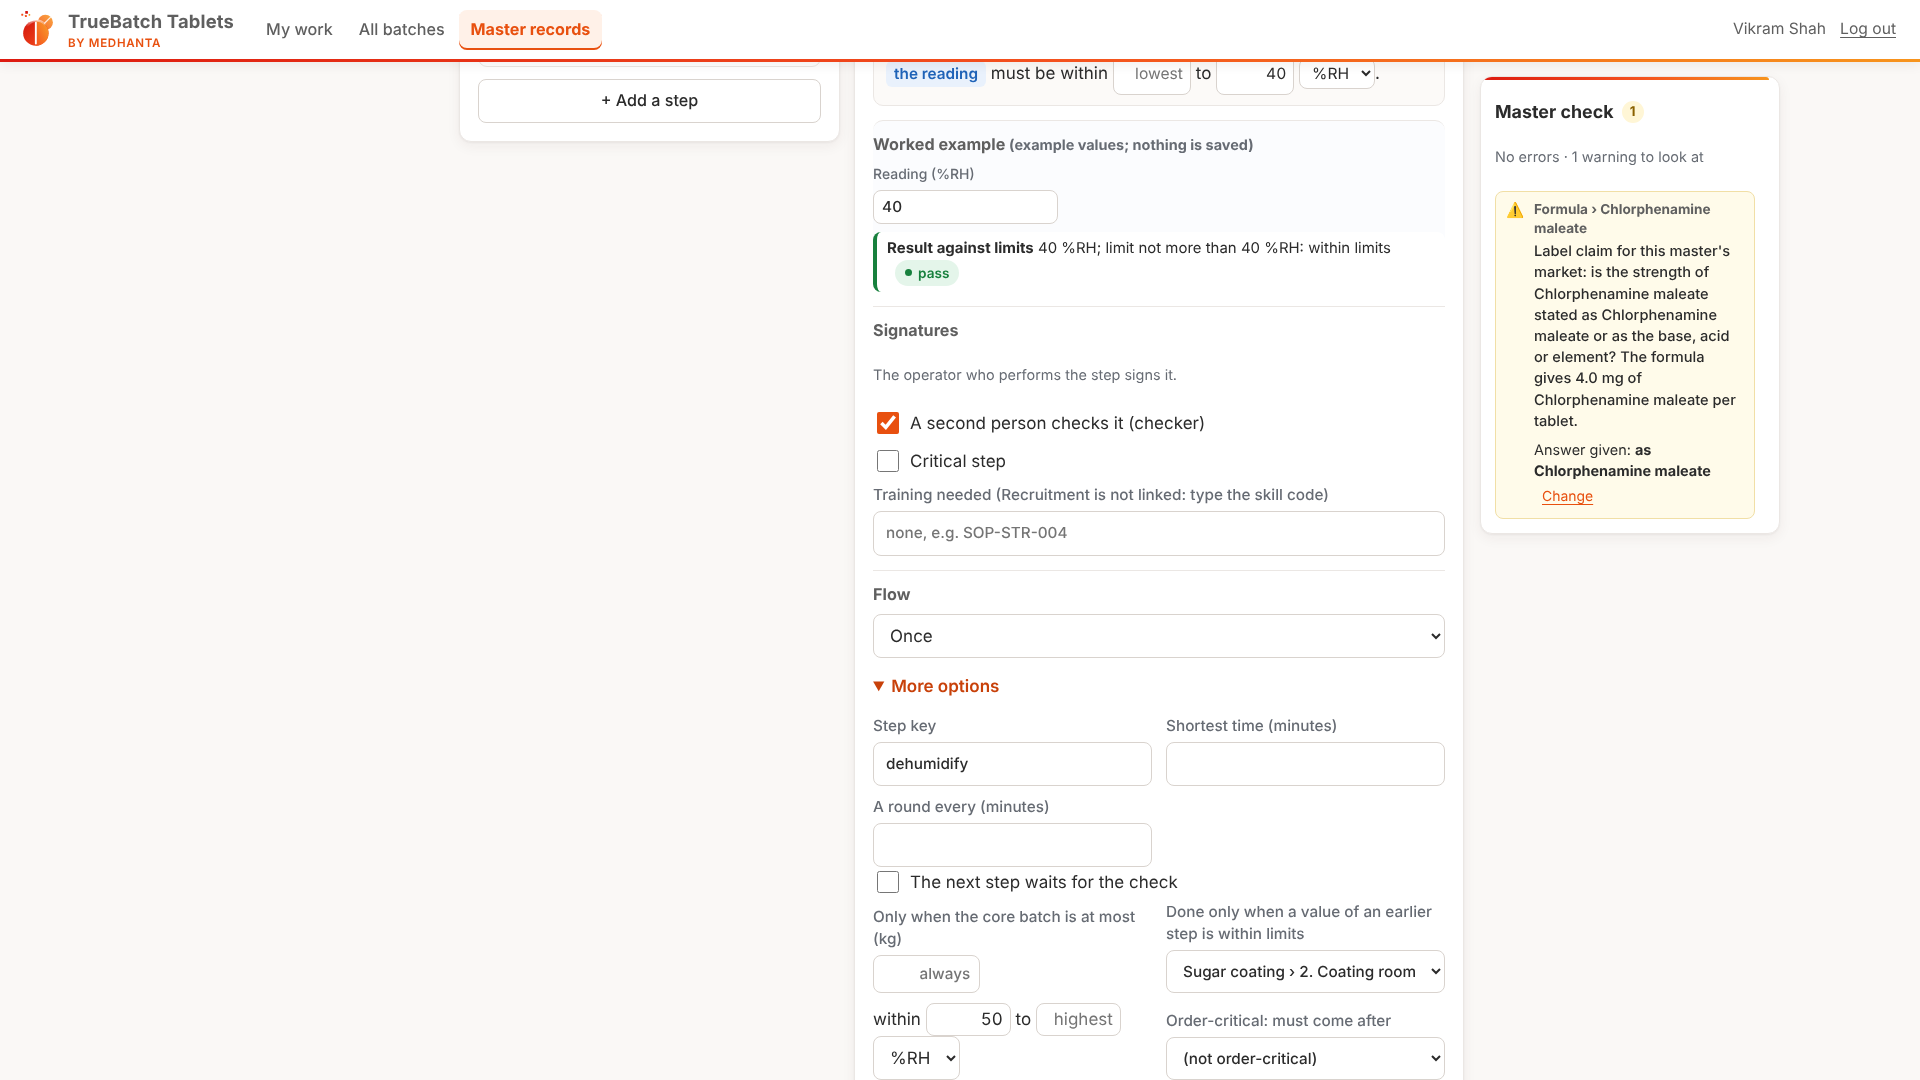 TrueBatch Tablets
BY MEDHANTA
My work
All batches
Master records
Vikram Shah
Log out
+ Add a step
the reading must be within lowest to 40 %RH .
Worked example (example values; nothing is saved)
Reading (%RH)
40
Result against limits 40 %RH; limit not more than 40 %RH: within limits
pass
Signatures
The operator who performs the step signs it.
A second person checks it (checker)
Critical step
Training needed (Recruitment is not linked: type the skill code)
none, e.g. SOP-STR-004
Flow
Once
More options
Step key
dehumidify
Shortest time (minutes)
A round every (minutes)
The next step waits for the check
Only when the core batch is at most
(kg)
always
Done only when a value of an earlier
step is within limits
Sugar coating › 2. Coating room
within 50 to highest
%RH
Order-critical: must come after
(not order-critical)
Master check 1
No errors · 1 warning to look at
Formula › Chlorphenamine
maleate
Label claim for this master's
market: is the strength of
Chlorphenamine maleate
stated as Chlorphenamine
maleate or as the base, acid
or element? The formula
gives 4.0 mg of
Chlorphenamine maleate per
tablet.
Answer given: as
Chlorphenamine maleate
Change